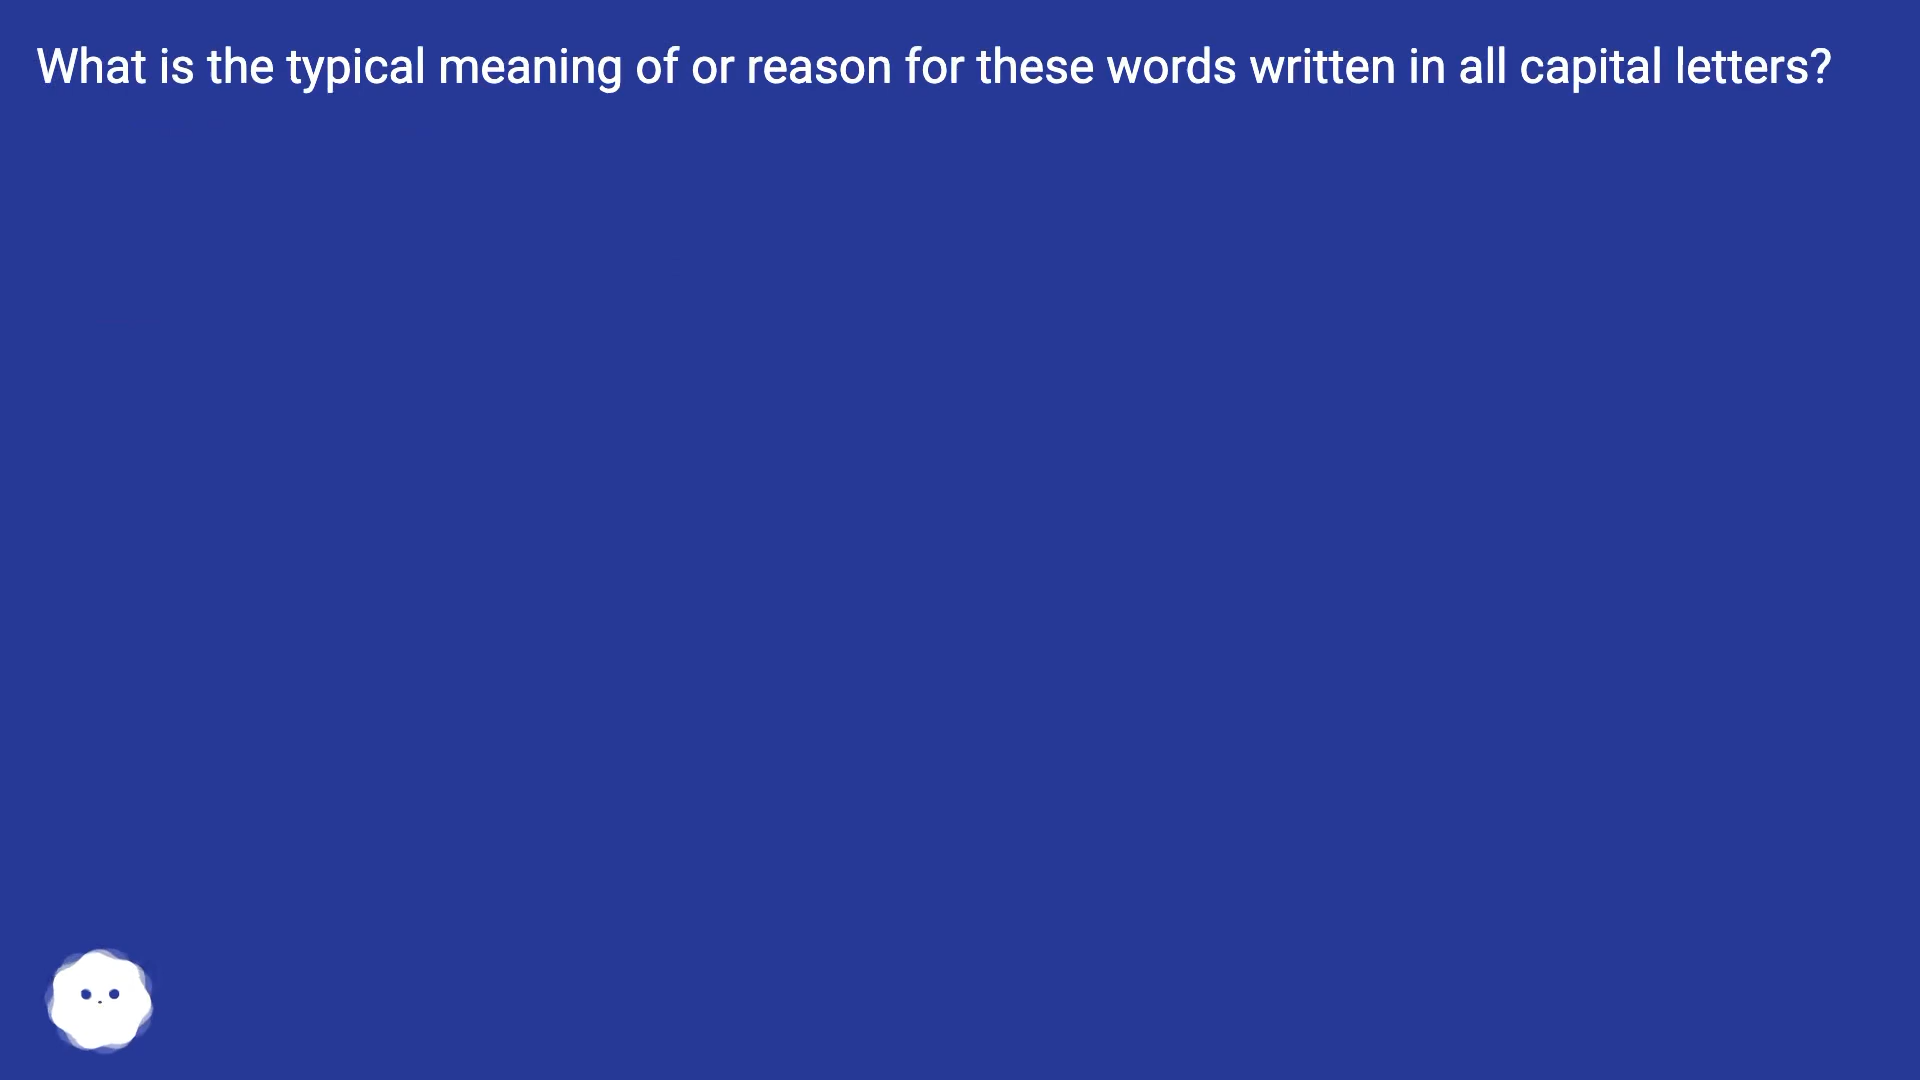 What is the typical meaning of or reason for these words written in all capital letters?